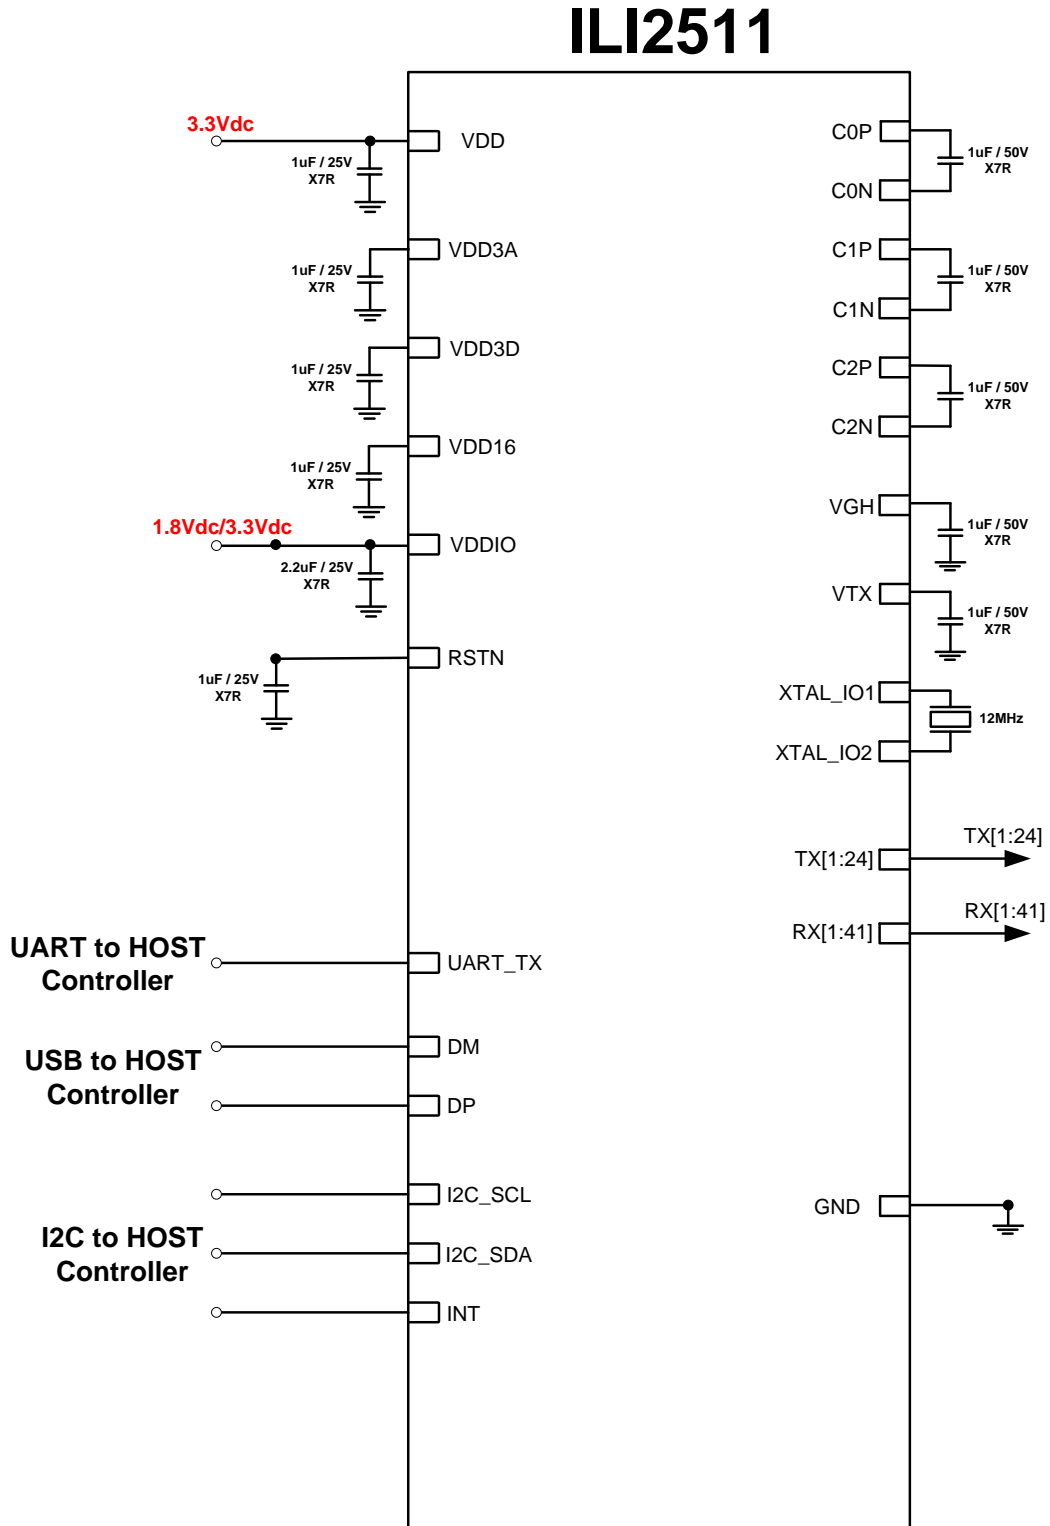 ILI2511
3.3Vdc
VDD
1uF / 25V
X7R
VDD3A
1uF / 25V
X7R
VDD3D
1uF / 25V
X7R
VDD16
1uF / 25V
X7R
1.8Vdc/3.3Vdc
VDDIO
2.2uF / 25V
X7R
RSTN
1uF / 25V
X7R
UART to HOST
Controller
UART_TX
USB to HOST
Controller
DM
DP
I2C to HOST
Controller
I2C_SCL
I2C_SDA
INT
C0P
1uF / 50V
X7R
C0N
C1P
1uF / 50V
X7R
C1N
C2P
1uF / 50V
X7R
C2N
VGH
1uF / 50V
X7R
VTX
1uF / 50V
X7R
XTAL_IO1
12MHz
XTAL_IO2
TX[1:24]
TX[1:24]
RX[1:41]
RX[1:41]
GND